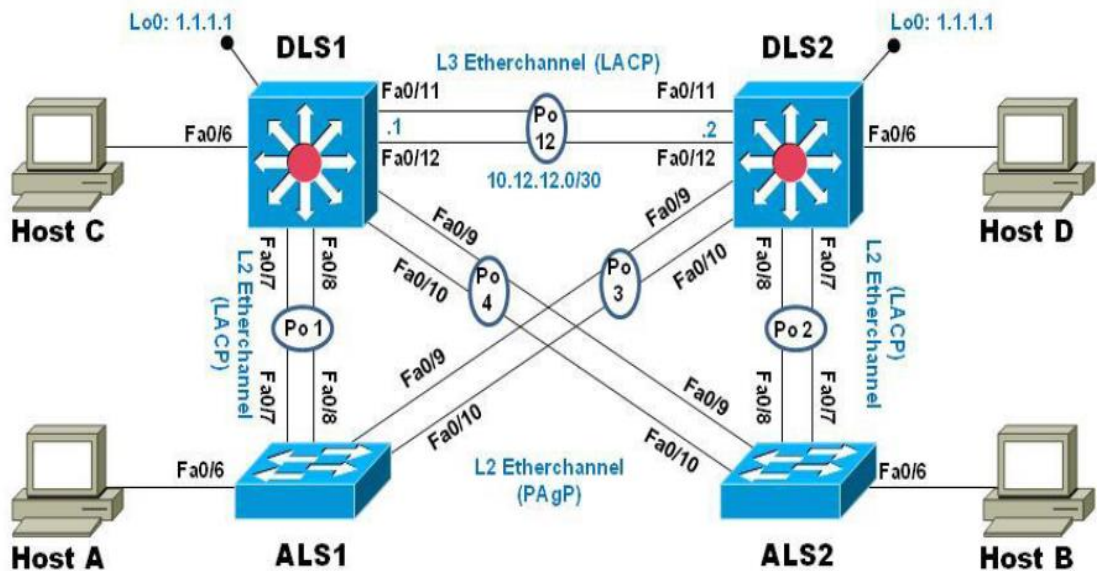 Lo0: 1.1.1.1
Lo0: 1.1.1.1
DLS1
DLS2
L3 Etherchannel (LACP)
Fa0/11
Fa0/11
Fa0/6
.1
Po
12
.2
Fa0/6
Fa0/12
Fa0/12
10.12.12.0/30
Host C
Host D
Fa0/9
Fa0/9
Fa0/10
Fa0/10
Fa0/7
Fa0/8
Po
4
Po
3
Fa0/8
Fa0/7
L2 Etherchannel
(LACP)
Po 1
Po 2
(LACP)
L2 Etherchannel
Fa0/7
Fa0/8
Fa0/9
Fa0/10
Fa0/9
Fa0/10
Fa0/8
Fa0/7
Fa0/6
L2 Etherchannel
(PAgP)
Fa0/6
Host A
ALS1
ALS2
Host B